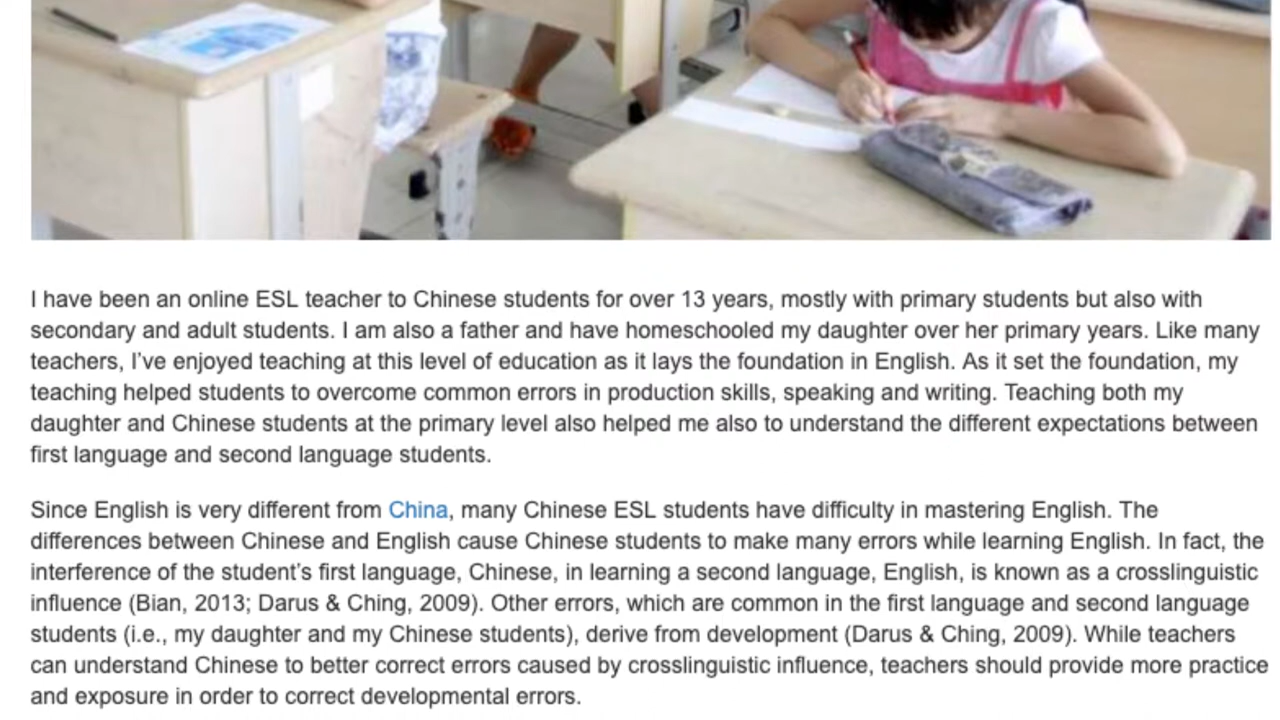 I have been an online ESL teacher to Chinese students for over 13 years, mostly with primary students but also with
secondary and adult students. I am also a father and have homeschooled my daughter over her primary years. Like many
teachers, I've enjoyed teaching at this level of education as it lays the foundation in English. As it set the foundation, my
teaching helped students to overcome common errors in production skills, speaking and writing. Teaching both my
daughter and Chinese students at the primary level also helped me also to understand the different expectations between
first language and second language students.
Since English is very different from China, many Chinese ESL students have difficulty in mastering English. The
differences between Chinese and English cause Chinese students to make many errors while learning English. In fact, the
interference of the student's first language, Chinese, in learning a second language, English, is known as a crosslinguistic
influence (Bian, 2013; Darus & Ching, 2009). Other errors, which are common in the first language and second language
students (i.e., my daughter and my Chinese students), derive from development (Darus & Ching, 2009). While teachers
can understand Chinese to better correct errors caused by crosslinguistic influence, teachers should provide more practice
and exposure in order to correct developmental errors.